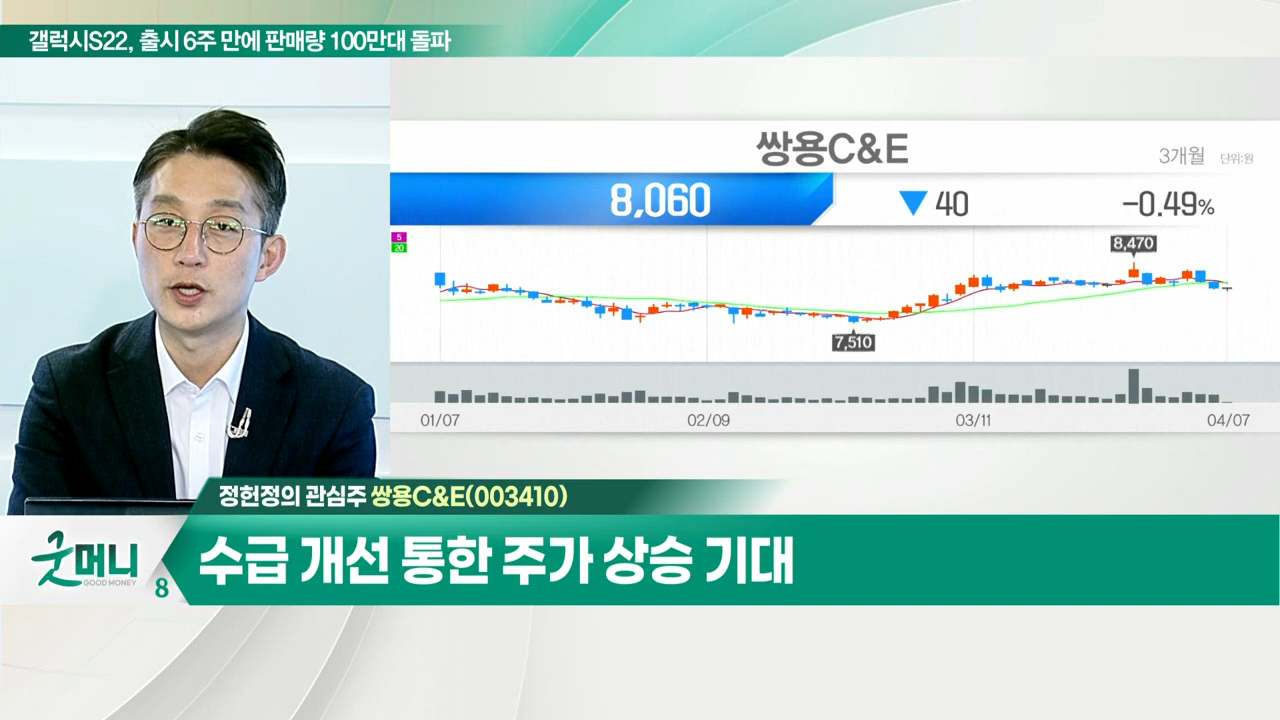 갤럭시S22, 출시 6주 만에 판매량 100만대 돌파
쌍용C&E
3개월 단위:원
8,060 ▼40 -0.49%
5
20
8,470
7,510
01/07 02/09 03/11 04/07
정헌정의 관심주 쌍용C&E(003410)
굿머니
GOOD MONEY
8
수급 개선 통한 주가 상승 기대